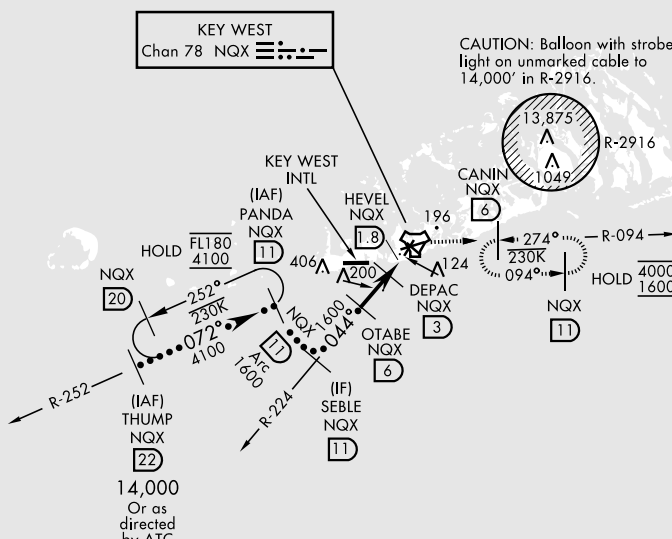 KEY WEST
Chan 78 NQX
CAUTION: Balloon with strobe
light on unmarked cable to
14,000' in R-2916.
13,875
1049
R-2916
KEY WEST
INTL
(IAF)
PANDA
NQX
11
HOLD FL180
4100
HEVEL
NQX
1.8
196
CANIN
NQX
6
R-094
274°
230K
094°
HOLD 4000
1600
NQX
11
406
200
124
DEPAC
NQX
3
NQX
20
252°
230K
072°
4100
NQX
11
Arc
1600
1600
044°
OTABE
NQX
6
R-252
R-224
(IAF)
THUMP
NQX
22
14,000
Or as
directed
by ATC
(IF)
SEBLE
NQX
11